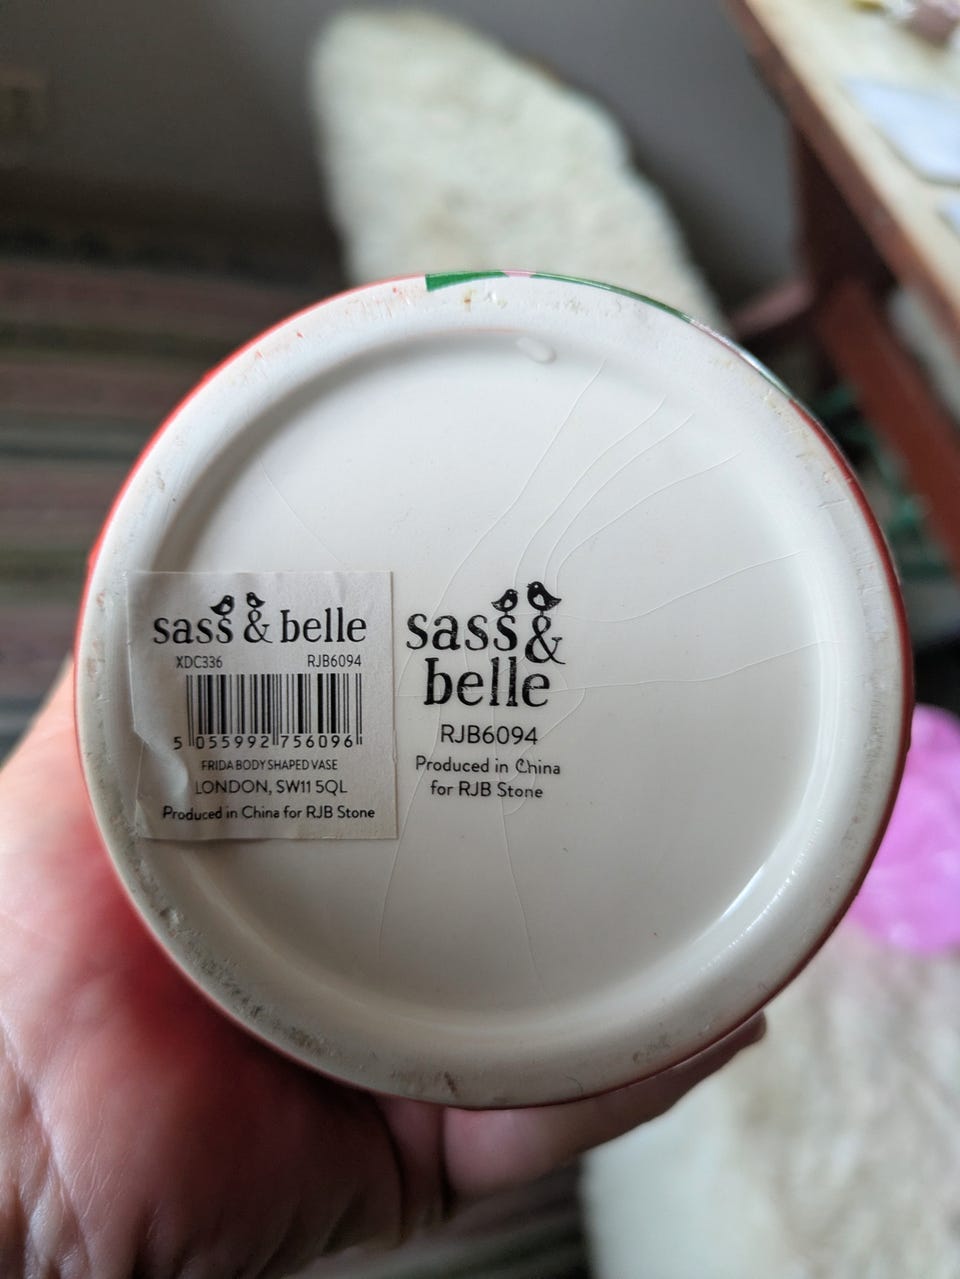 sass & belle
XDC336 RJB6094
5 055992 756096
FRIDA BODY SHAPED VASE
LONDON, SW11 5QL
Produced in China for RJB Stone
sass &
belle
RJB6094
Produced in China
for RJB Stone